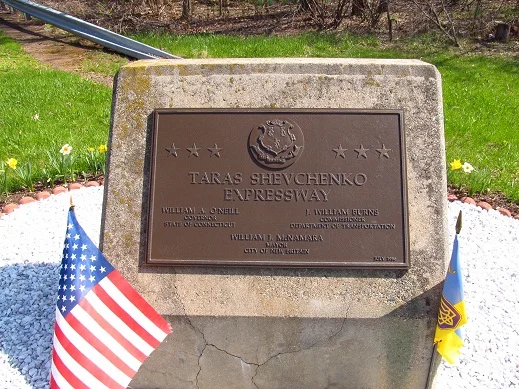 TARAS SHEVCHENKO
EXPRESSWAY
WILLIAM A. O'NEILL
GOVERNOR
STATE OF CONNECTICUT
J. WILLIAM BURNS
COMMISSIONER
DEPARTMENT OF TRANSPORTATION
WILLIAM J. McNAMARA
MAYOR
CITY OF NEW BRITAIN